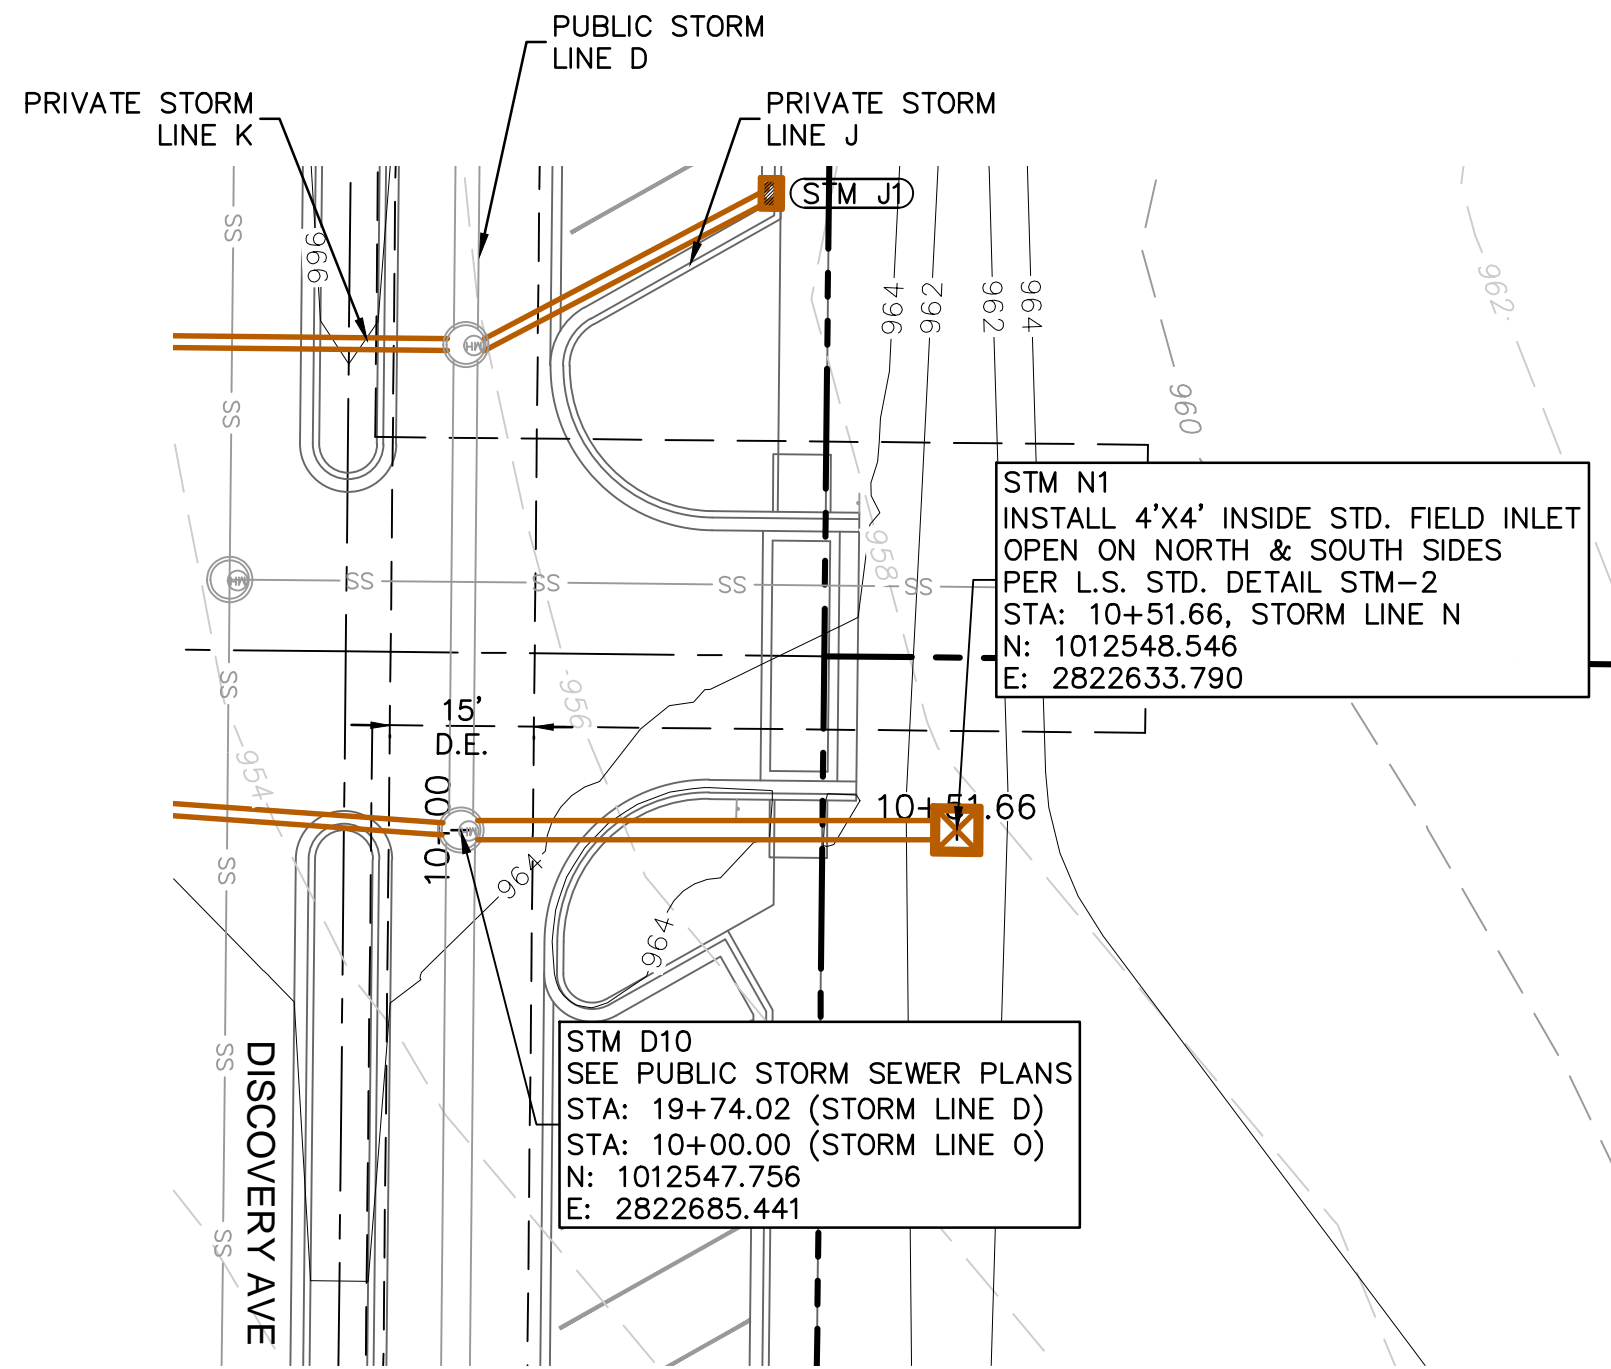 PUBLIC STORM
LINE D
PRIVATE STORM
LINE K
PRIVATE STORM
LINE J
STM J1
SS
966
964
962
962
964
962
960
SS
MH
STM N1
INSTALL 4'X4' INSIDE STD. FIELD INLET
OPEN ON NORTH & SOUTH SIDES
PER L.S. STD. DETAIL STM-2
STA: 10+51.66, STORM LINE N
N: 1012548.546
E: 2822633.790
958
MH
SS
SS
SS
SS
SS
956
15'
D.E.
954
10+00
MH
10+51.66
964
SS
964
STM D10
SEE PUBLIC STORM SEWER PLANS
STA: 19+74.02 (STORM LINE D)
STA: 10+00.00 (STORM LINE O)
N: 1012547.756
E: 2822685.441
SS
SS
DISCOVERY AVE